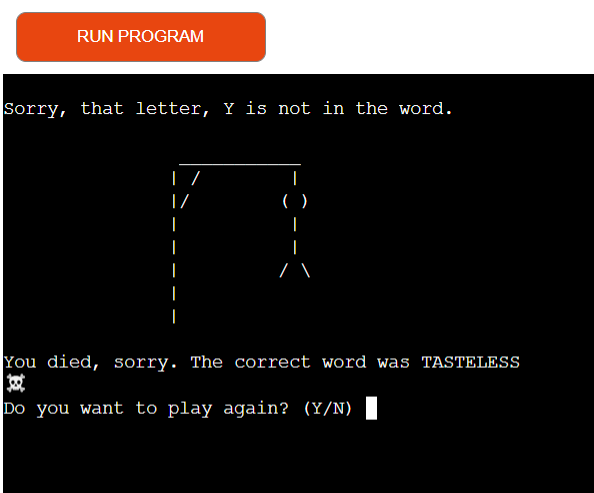 RUN PROGRAM
Sorry, that letter, Y is not in the word.
You died, sorry. The correct word was TASTELESS
☠
Do you want to play again? (Y/N)